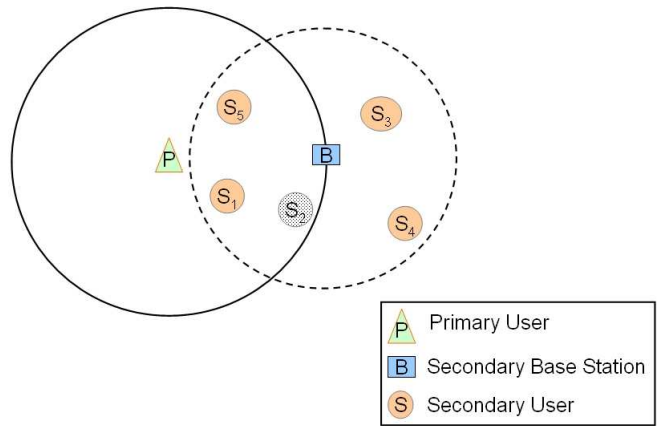 S5
S3
P
B
S1
S2
S4
P Primary User
B Secondary Base Station
S Secondary User